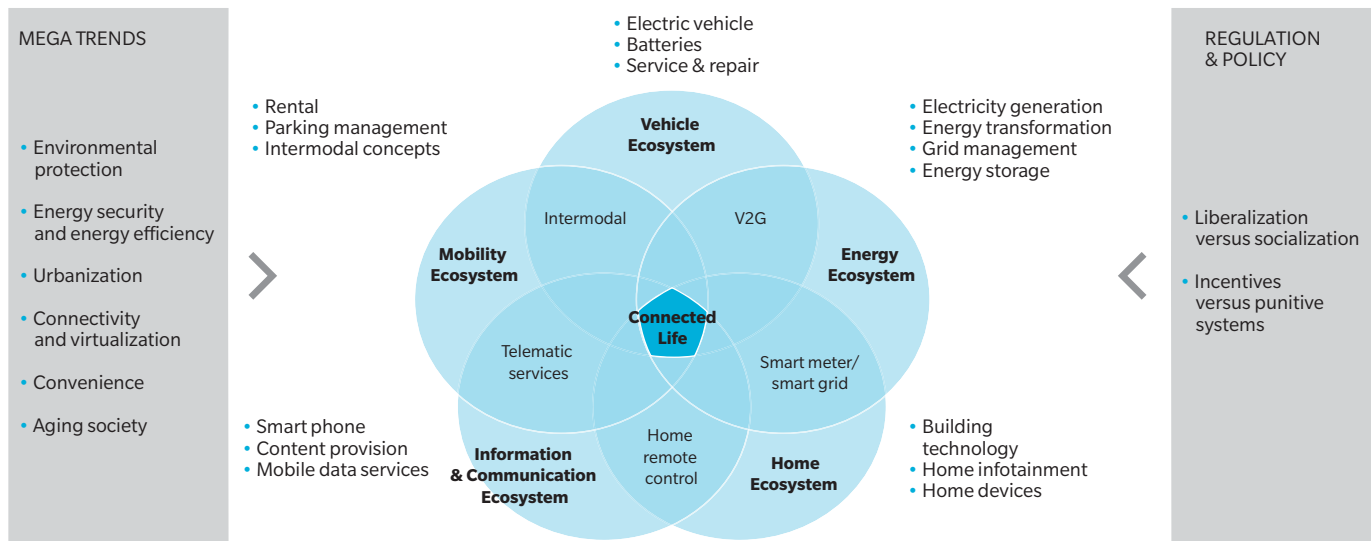 MEGA TRENDS
• Environmental
protection
• Energy security
and energy efficiency
• Urbanization
• Connectivity
and virtualization
• Convenience
• Aging society
• Rental
• Parking management
• Intermodal concepts
• Electric vehicle
• Batteries
• Service & repair
• Electricity generation
• Energy transformation
• Grid management
• Energy storage
Vehicle
Ecosystem
Intermodal
V2G
Mobility
Ecosystem
Energy
Ecosystem
Connected
Life
Telematic
services
Smart meter/
smart grid
Home
remote
control
Information
& Communication
Ecosystem
Home
Ecosystem
• Smart phone
• Content provision
• Mobile data services
• Building
technology
• Home infotainment
• Home devices
REGULATION
& POLICY
• Liberalization
versus socialization
• Incentives
versus punitive
systems